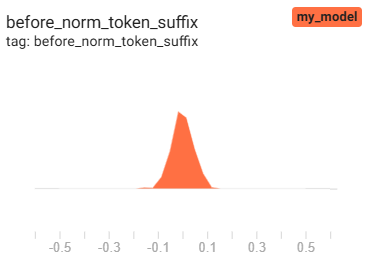 before_norm_token_suffix
my_model
tag: before_norm_token_suffix
-0.5 -0.3 -0.1 0.1 0.3 0.5